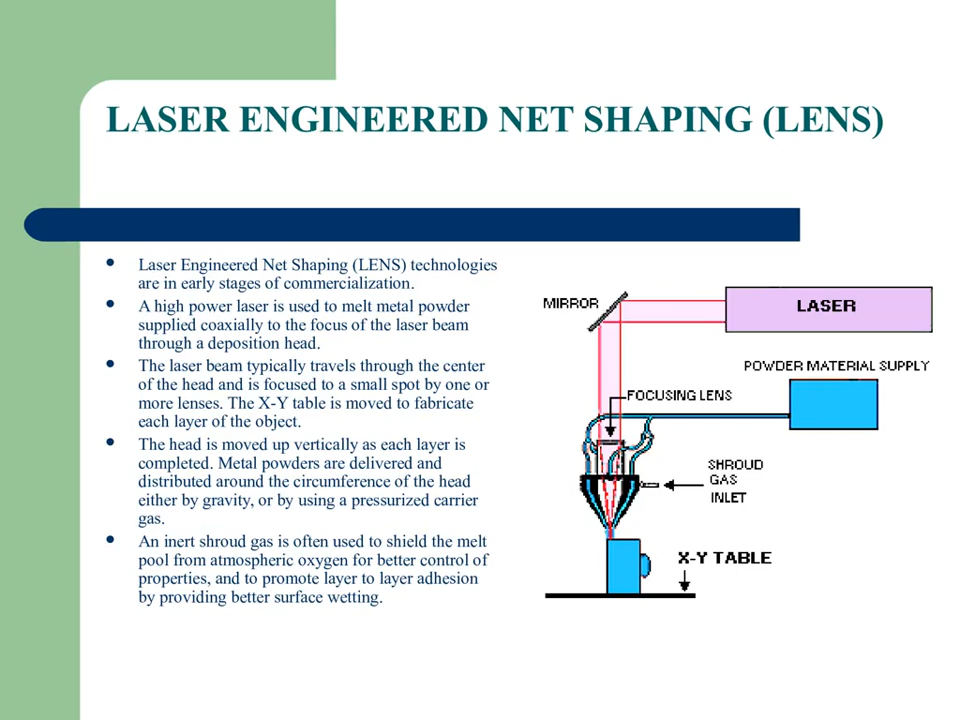 LASER ENGINEERED NET SHAPING (LENS)
Laser Engineered Net Shaping (LENS) technologies
are in early stages of commercialization.
A high power laser is used to melt metal powder
supplied coaxially to the focus of the laser beam
through a deposition head.
The laser beam typically travels through the center
of the head and is focused to a small spot by one or
more lenses. The X-Y table is moved to fabricate
each layer of the object.
The head is moved up vertically as each layer is
completed. Metal powders are delivered and
distributed around the circumference of the head
either by gravity, or by using a pressurized carrier
gas.
An inert shroud gas is often used to shield the melt
pool from atmospheric oxygen for better control of
properties, and to promote layer to layer adhesion
by providing better surface wetting.
MIRROR
LASER
POWDER MATERIAL SUPPLY
FOCUSING LENS
SHROUD
GAS
INLET
X-Y TABLE